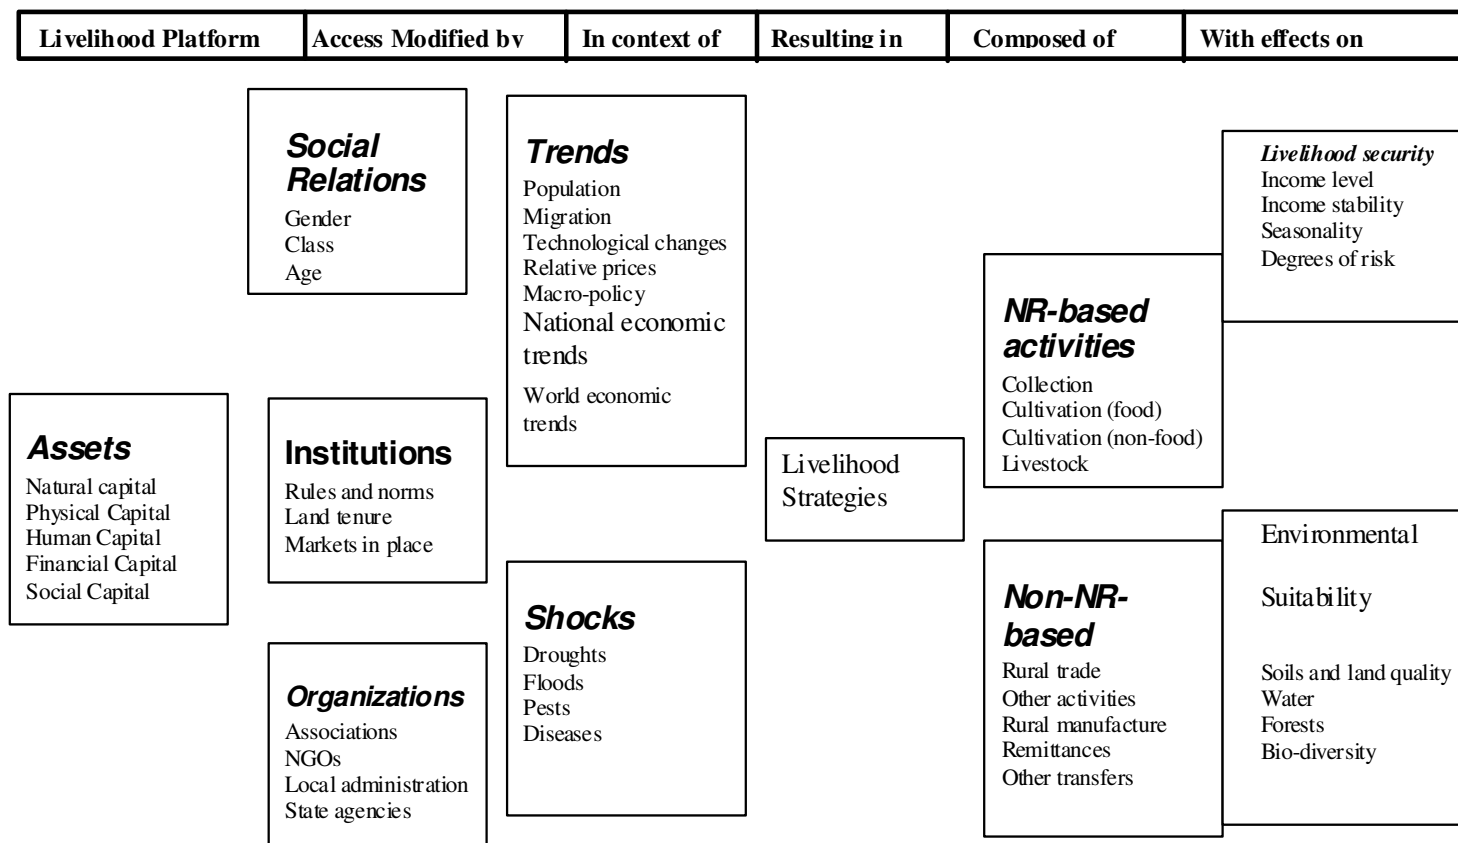 Livelihood Platform
Access Modified by
In context of
Resulting in
Composed of
With effects on
Assets
Natural capital
Physical Capital
Human Capital
Financial Capital
Social Capital
Social
Relations
Gender
Class
Age
Institutions
Rules and norms
Land tenure
Markets in place
Organizations
Associations
NGOs
Local administration
State agencies
Trends
Population
Migration
Technological changes
Relative prices
Macro-policy
National economic
trends
World economic
trends
Shocks
Droughts
Floods
Pests
Diseases
Livelihood
Strategies
NR-based
activities
Collection
Cultivation (food)
Cultivation (non-food)
Livestock
Non-NR-
based
Rural trade
Other activities
Rural manufacture
Remittances
Other transfers
Livelihood security
Income level
Income stability
Seasonality
Degrees of risk
Environmental
Suitability
Soils and land quality
Water
Forests
Bio-diversity